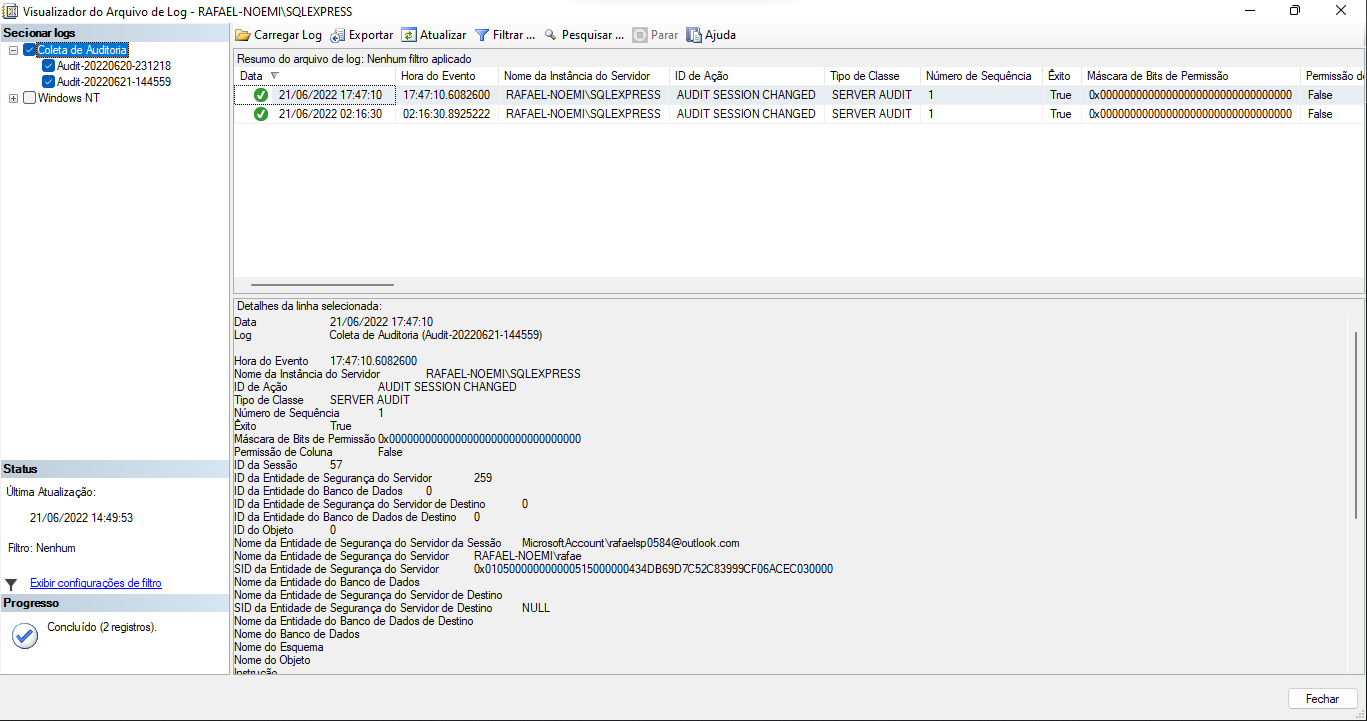 Visualizador do Arquivo de Log - RAFAEL-NOEMI\SQLEXPRESS
Secionar logs
Coleta de Auditoria
Audit-20220620-231218
Audit-20220621-144559
Windows NT
Carregar Log Exportar Atualizar Filtrar ... Pesquisar ... Parar Ajuda
Resumo do arquivo de log: Nenhum filtro aplicado
Data Hora do Evento Nome da Instância do Servidor ID de Ação Tipo de Classe Número de Sequência Êxito Máscara de Bits de Permissão Permissão de
21/06/2022 17:47:10 17:47:10.6082600 RAFAEL-NOEMI\SQLEXPRESS AUDIT SESSION CHANGED SERVER AUDIT 1 True 0x00000000000000000000000000000000 False
21/06/2022 02:16:30 02:16:30.8925222 RAFAEL-NOEMI\SQLEXPRESS AUDIT SESSION CHANGED SERVER AUDIT 1 True 0x00000000000000000000000000000000 False
Detalhes da linha selecionada:
Data 21/06/2022 17:47:10
Log Coleta de Auditoria (Audit-20220621-144559)
Hora do Evento 17:47:10.6082600
Nome da Instância do Servidor RAFAEL-NOEMI\SQLEXPRESS
ID de Ação AUDIT SESSION CHANGED
Tipo de Classe SERVER AUDIT
Número de Sequência 1
Êxito True
Máscara de Bits de Permissão 0x00000000000000000000000000000000
Permissão de Coluna False
ID da Sessão 57
ID da Entidade de Segurança do Servidor 259
ID da Entidade do Banco de Dados 0
ID da Entidade de Segurança do Servidor de Destino 0
ID da Entidade do Banco de Dados de Destino 0
ID do Objeto 0
Nome da Entidade de Segurança do Servidor da Sessão MicrosoftAccount\rafaelsp0584@outlook.com
Nome da Entidade de Segurança do Servidor RAFAEL-NOEMI\rafae
SID da Entidade de Segurança do Servidor 0x010500000000000515000000434DB69D7C52C83999CF06ACEC030000
Nome da Entidade do Banco de Dados
Nome da Entidade de Segurança do Servidor de Destino
SID da Entidade de Segurança do Servidor de Destino NULL
Nome da Entidade do Banco de Dados de Destino
Nome do Banco de Dados
Nome do Esquema
Nome do Objeto
Instrução
Status
Última Atualização:
21/06/2022 14:49:53
Filtro: Nenhum
Exibir configurações de filtro
Progresso
Concluído (2 registros).
Fechar